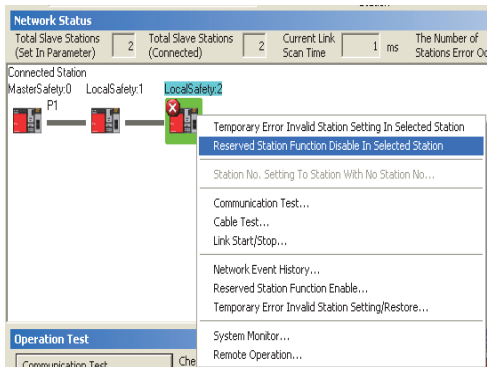 Station
Network Status
Total Slave Stations (Set In Parameter) 2 Total Slave Stations (Connected) 2 Current Link Scan Time 1 ms The Number of Stations Error
Connected Station
MasterSafety:0 LocalSafety:1 LocalSafety:2
P1
Temporary Error Invalid Station Setting In Selected Station
Reserved Station Function Disable In Selected Station
Station No. Setting To Station With No Station No...
Communication Test...
Cable Test...
Link Start/Stop...
Network Event History...
Reserved Station Function Enable...
Temporary Error Invalid Station Setting/Restore...
System Monitor...
Remote Operation...
Operation Test
Communication Test